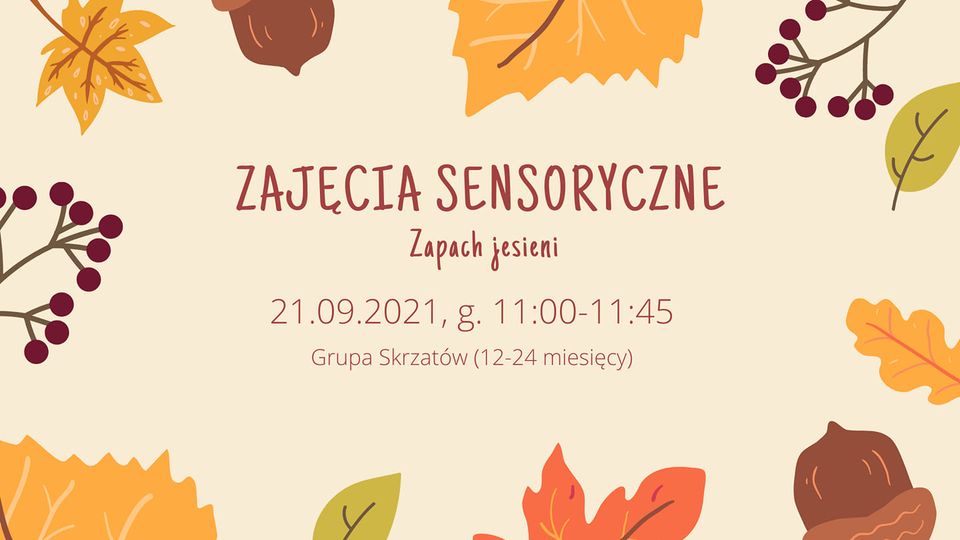 ZAJĘCIA SENSORYCZNE
Zapach jesieni
21.09.2021, g. 11:00-11:45
Grupa Skrzatów (12-24 miesięcy)